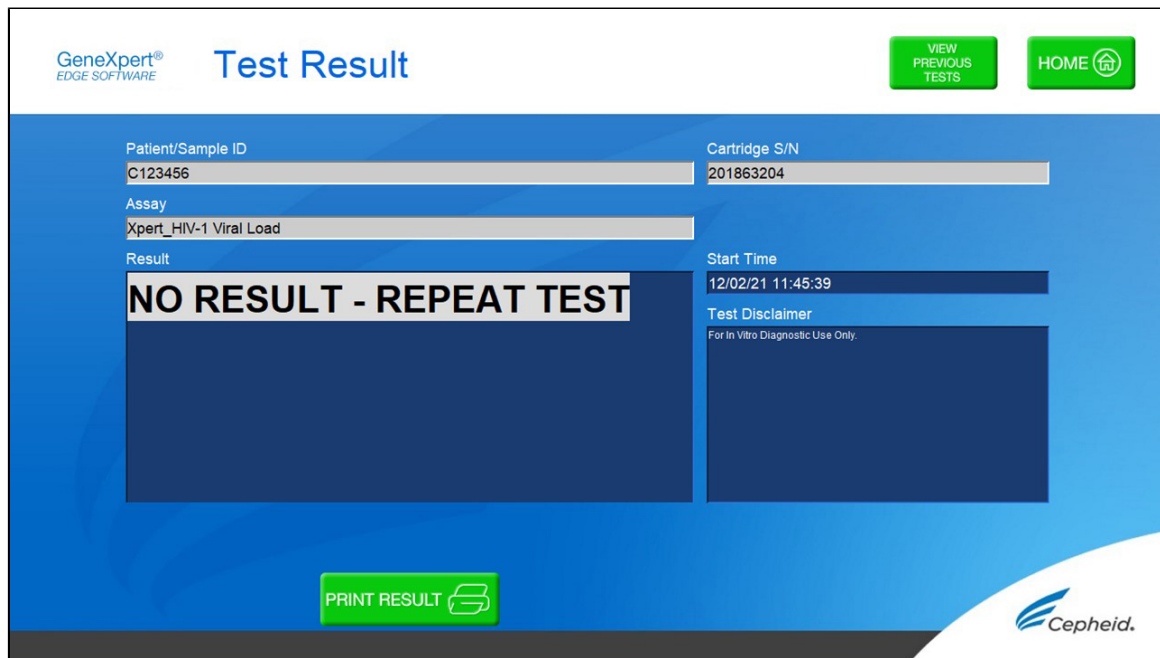 GeneXpert®
EDGE SOFTWARE
Test Result
VIEW
PREVIOUS
TESTS
HOME
Patient/Sample ID
C123456
Cartridge S/N
201863204
Assay
Xpert_HIV-1 Viral Load
Result
NO RESULT - REPEAT TEST
Start Time
12/02/21 11:45:39
Test Disclaimer
For In Vitro Diagnostic Use Only.
PRINT RESULT
Cepheid.